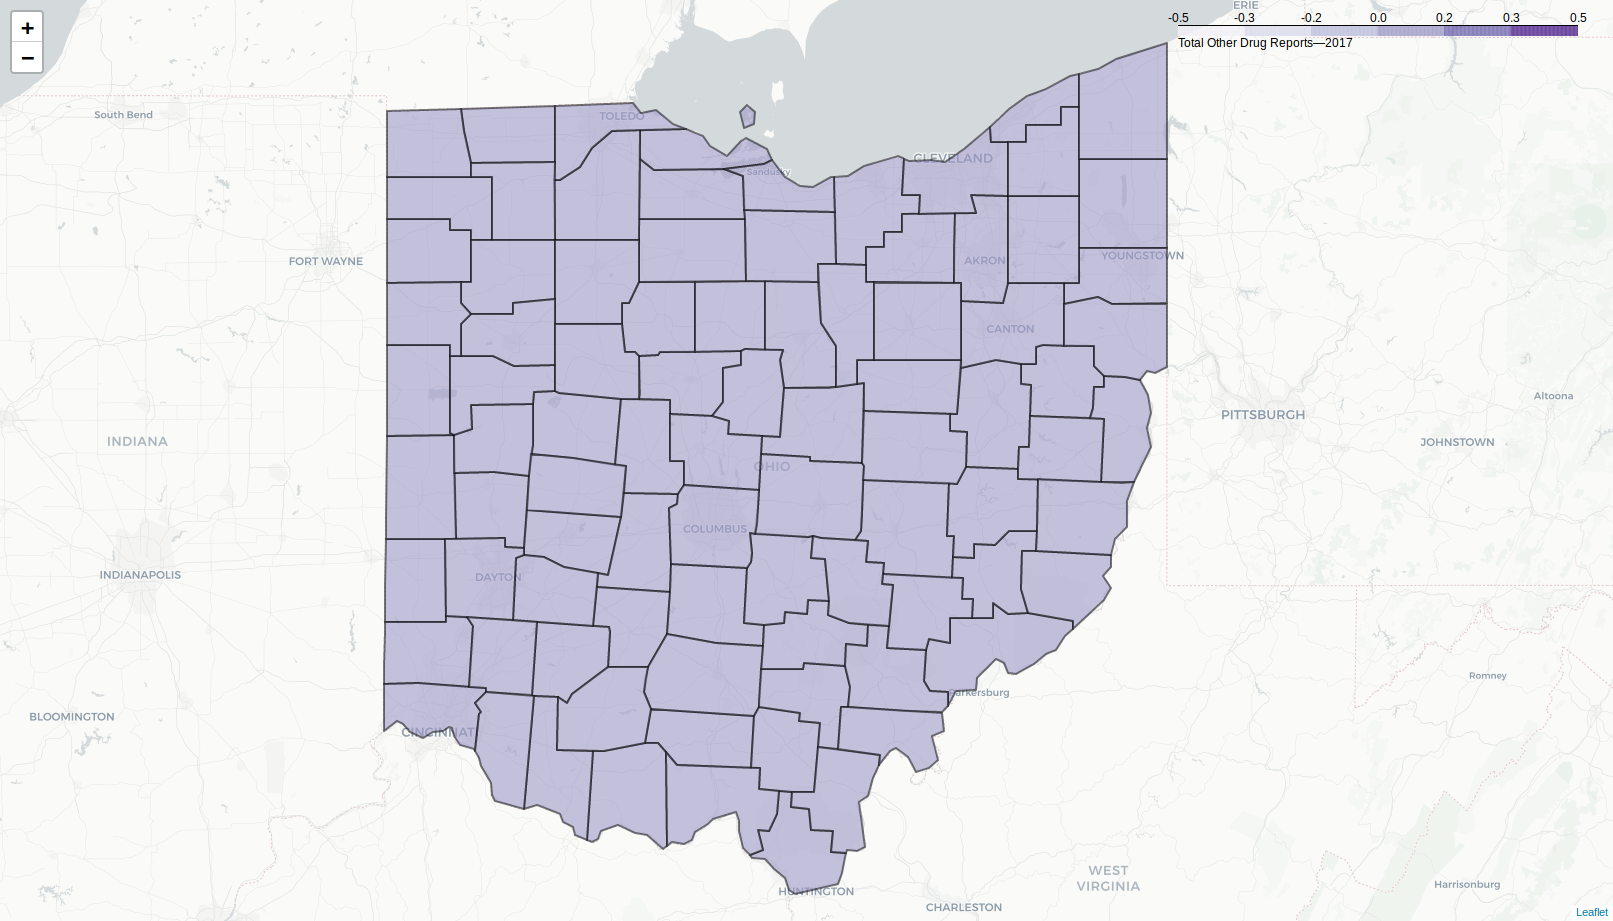 +
−
ERIE
-0.5 -0.3 -0.2 0.0 0.2 0.3 0.5
Total Other Drug Reports—2017
South Bend
TOLEDO
CLEVELAND
Sandusky
FORT WAYNE
AKRON
YOUNGSTOWN
CANTON
Altoona
PITTSBURGH
INDIANA
JOHNSTOWN
OHIO
COLUMBUS
INDIANAPOLIS
DAYTON
Romney
Parkersburg
BLOOMINGTON
CINCINNATI
WEST
VIRGINIA
Harrisonburg
HUNTINGTON
CHARLESTON
Leaflet